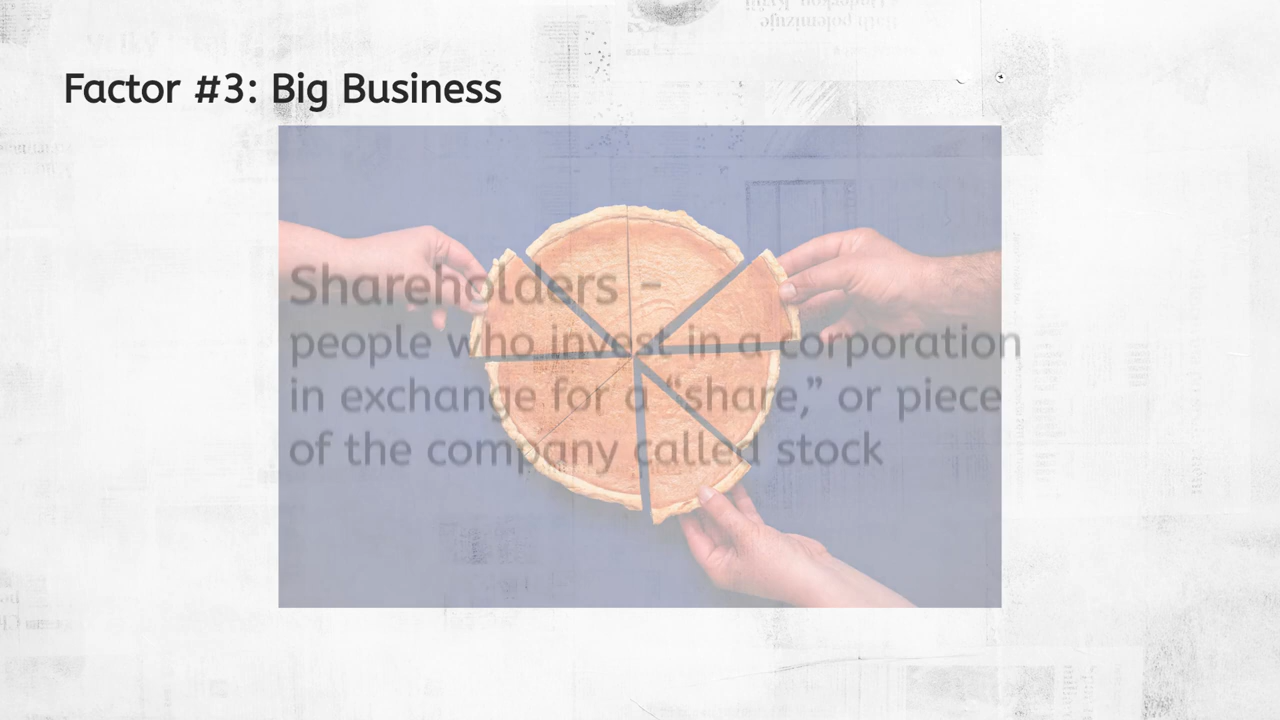 Factor #3: Big Business
Shareholders -
people who invest in a corporation
in exchange for a “share,” or piece
of the company called stock